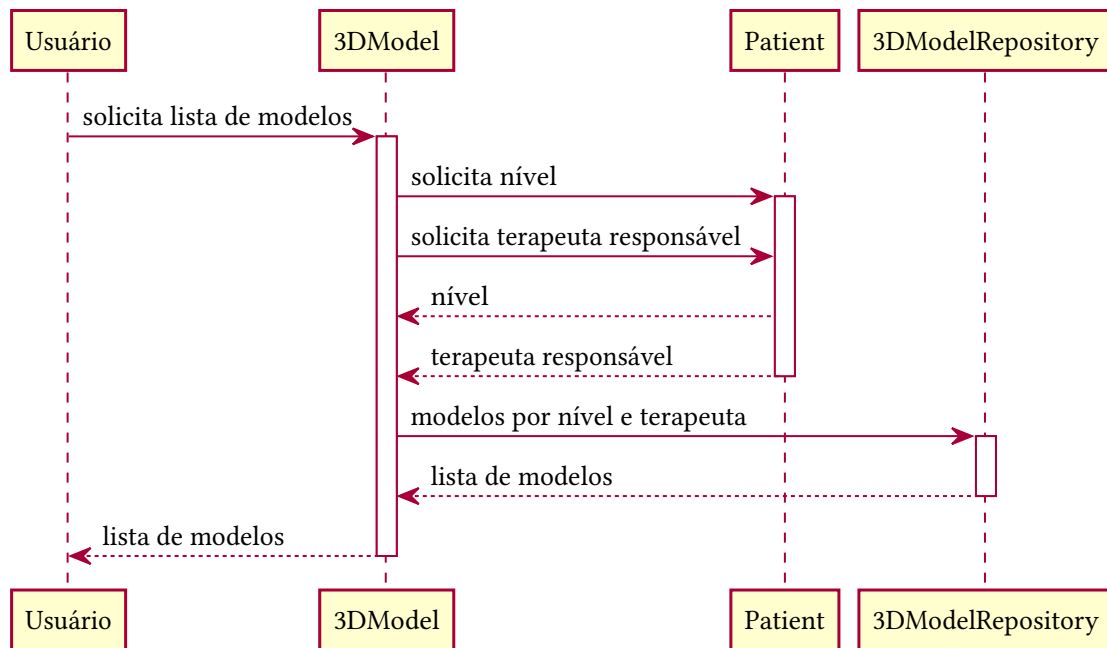 Usuário
3DModel
Patient
3DModelRepository
solicita lista de modelos
solicita nível
solicita terapeuta responsável
nível
terapeuta responsável
modelos por nível e terapeuta
lista de modelos
lista de modelos
Usuário
3DModel
Patient
3DModelRepository